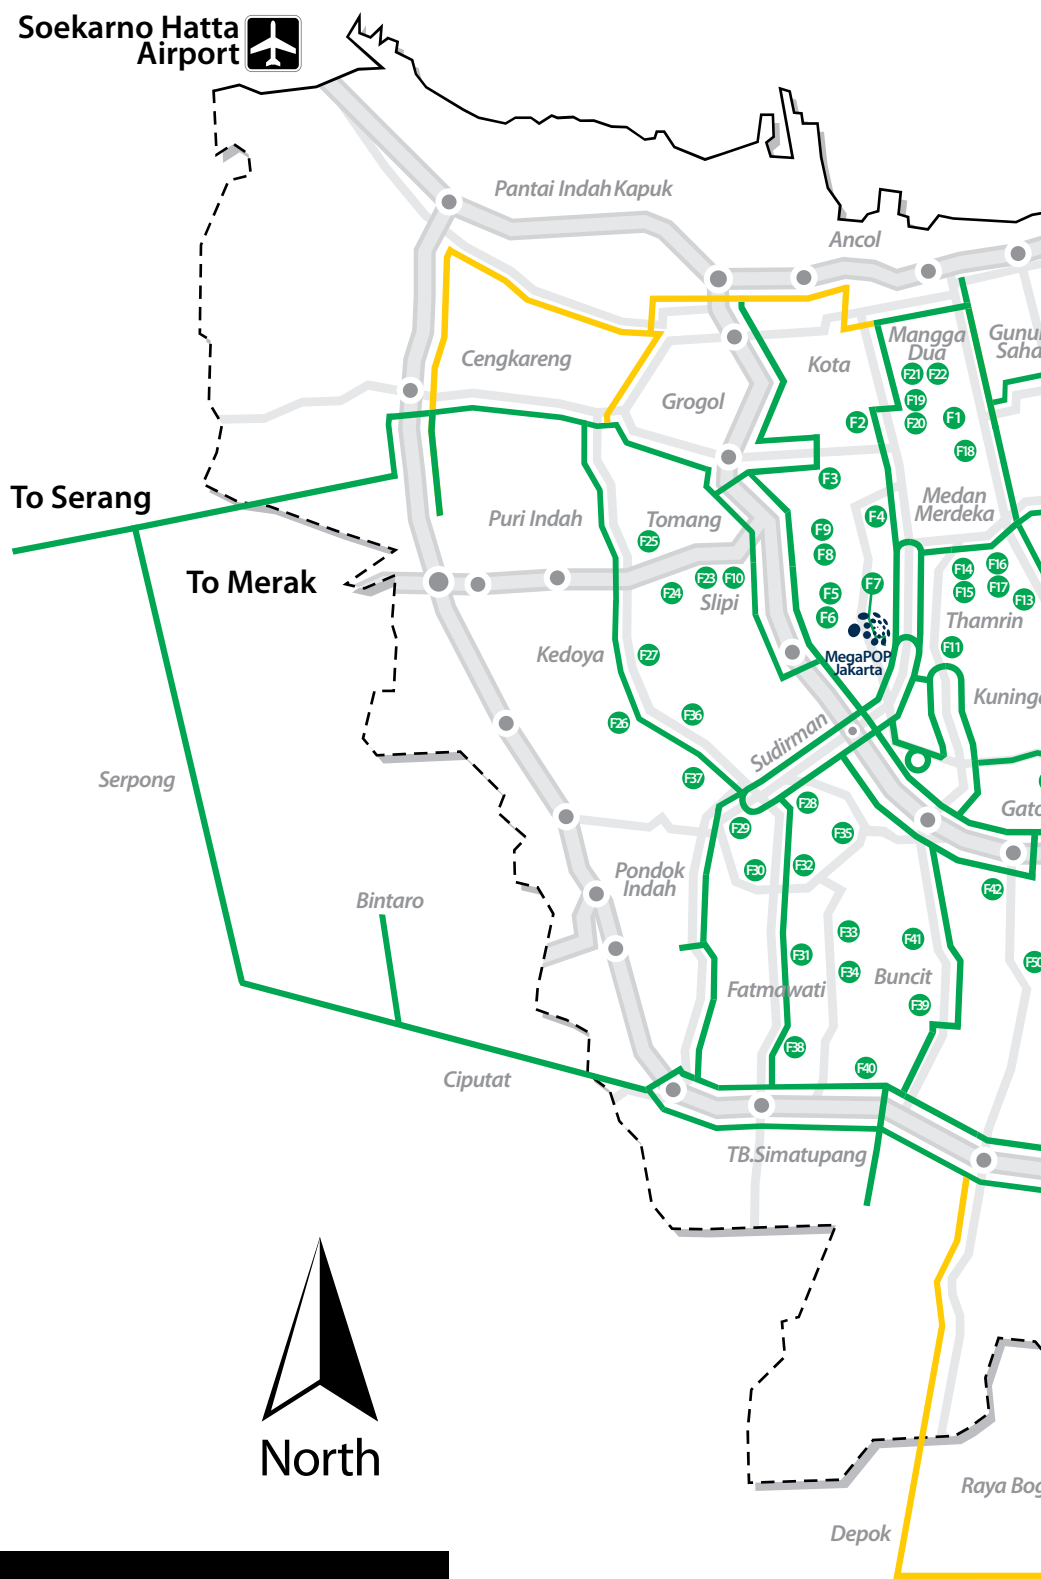 Soekarno Hatta
Airport
Pantai Indah Kapuk
Ancol
Mangga
Dua
Cengkareng
Kota
Grogol
F21
F22
F19
F20
F1
F2
F18
F3
To Serang
Puri Indah
Tomang
Medan
Merdeka
F4
F9
F8
F25
To Merak
F24
F23
F10
Slipi
F5
F6
F7
F14
F16
F15
F17
F13
Thamrin
MegaPOP
Jakarta
F11
Kedoya
F27
F26
F36
Sudirman
Serpong
F37
F28
F29
F35
F30
F32
F42
Pondok
Indah
Bintaro
F33
F41
F31
F34
Buncit
F50
Fatmawati
F39
F38
F40
Ciputat
TB.Simatupang
North
Depok
Raya Bog